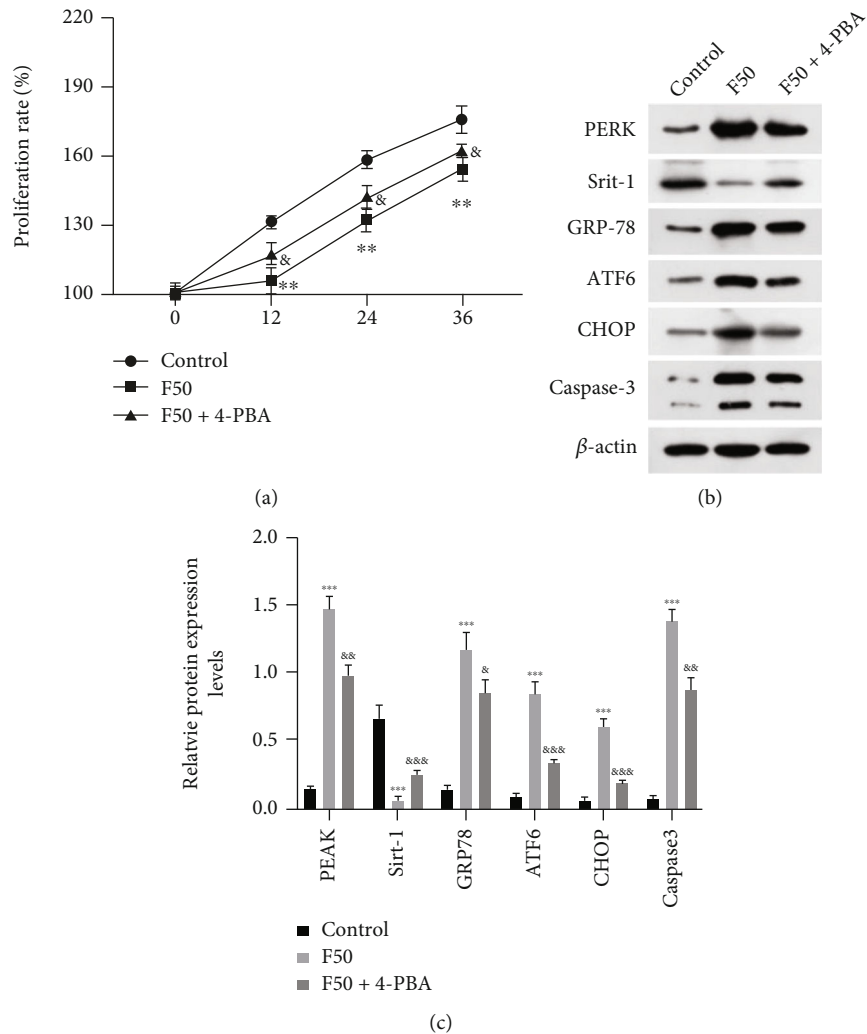 220
190
160
130
100
Proliferation rate (%)
&
**
&
**
&
**
0
12
24
36
Control
F50
F50 + 4-PBA
(a)
Control
F50
F50 + 4-PBA
PERK
Srit-1
GRP-78
ATF6
CHOP
Caspase-3
β-actin
(b)
2.0
1.5
1.0
0.5
0.0
Relatvie protein expression
levels
***
&&
***
&&&
***
&
***
&&&
***
&&&
***
&&
PEAK
Sirt-1
GRP78
ATF6
CHOP
Caspase3
Control
F50
F50 + 4-PBA
(c)